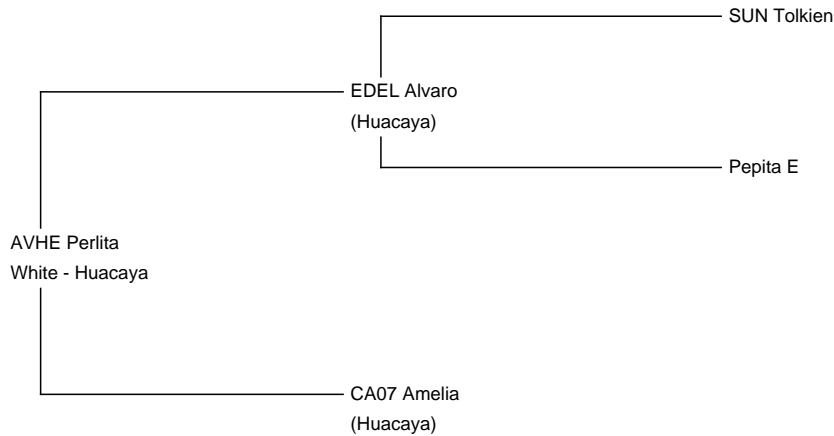 SUN Tolkien
EDEL Alvaro
(Huacaya)
Pepita E
AVHE Perlita
White - Huacaya
CA07 Amelia
(Huacaya)